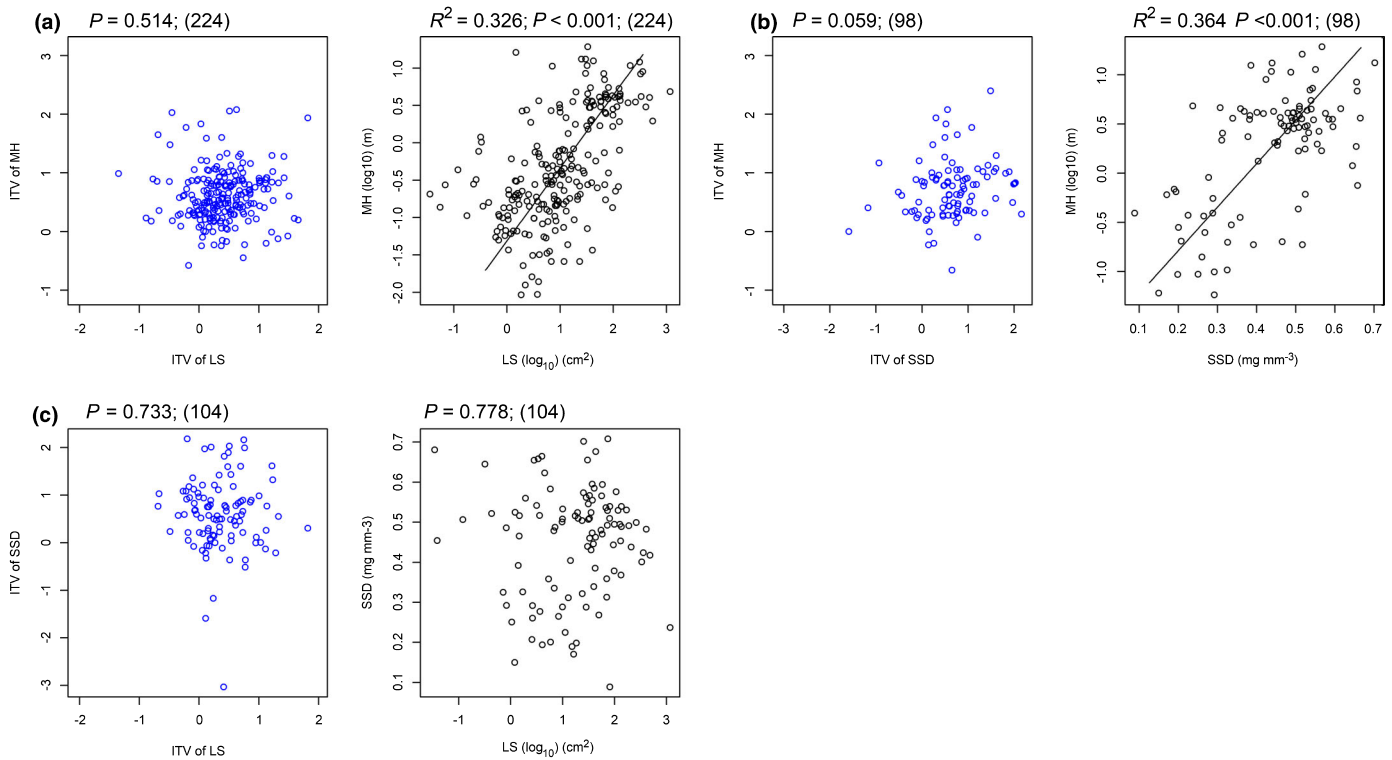 (a) P = 0.514; (224)
R² = 0.326; P < 0.001; (224)
(b) P = 0.059; (98)
R² = 0.364 P <0.001; (98)
ITV of MH
3
2
1
0
-1
-2 -1 0 1 2
ITV of LS
MH (log10) (m)
1.0
0.5
0.0
-0.5
-1.0
-1.5
-2.0
-1 0 1 2 3
LS (log₁₀) (cm²)
ITV of MH
3
2
1
0
-1
-3 -2 -1 0 1 2
ITV of SSD
MH (log10) (m)
1.0
0.5
0.0
-0.5
-1.0
0.1 0.2 0.3 0.4 0.5 0.6 0.7
SSD (mg mm⁻³)
(c) P = 0.733; (104)
P = 0.778; (104)
ITV of SSD
2
1
0
-1
-2
-3
-2 -1 0 1 2
ITV of LS
SSD (mg mm-3)
0.7
0.6
0.5
0.4
0.3
0.2
0.1
-1 0 1 2 3
LS (log₁₀) (cm²)